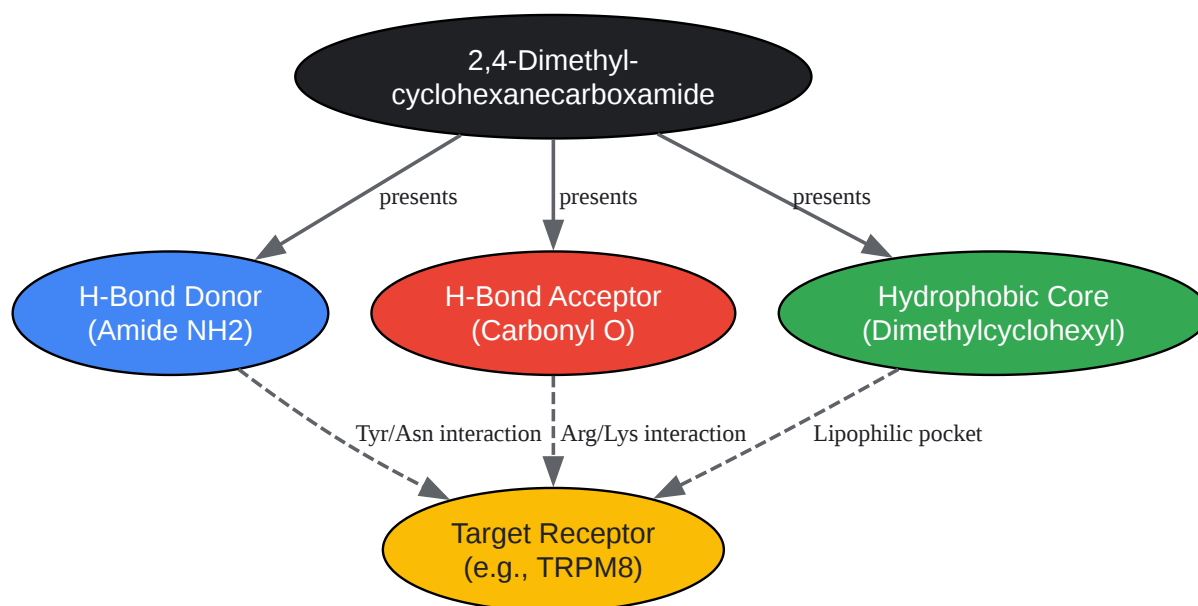 2,4-Dimethyl-
cyclohexanecarboxamide
presents
presents
presents
H-Bond Donor
(Amide NH2)
H-Bond Acceptor
(Carbonyl O)
Hydrophobic Core
(Dimethylcyclohexyl)
Tyr/Asn interaction
Arg/Lys interaction
Lipophilic pocket
Target Receptor
(e.g., TRPM8)